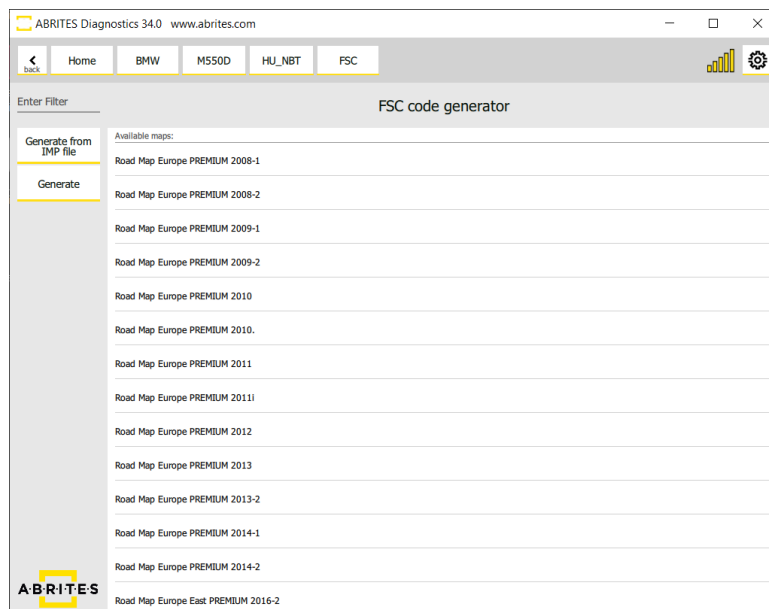 ABRITES Diagnostics 34.0 www.abrites.com
back
Home
BMW
M550D
HU_NBT
FSC
Enter Filter
FSC code generator
Generate from
IMP file
Generate
Available maps:
Road Map Europe PREMIUM 2008-1
Road Map Europe PREMIUM 2008-2
Road Map Europe PREMIUM 2009-1
Road Map Europe PREMIUM 2009-2
Road Map Europe PREMIUM 2010
Road Map Europe PREMIUM 2010.
Road Map Europe PREMIUM 2011
Road Map Europe PREMIUM 2011i
Road Map Europe PREMIUM 2012
Road Map Europe PREMIUM 2013
Road Map Europe PREMIUM 2013-2
Road Map Europe PREMIUM 2014-1
Road Map Europe PREMIUM 2014-2
Road Map Europe East PREMIUM 2016-2
A·B·R·I·T·E·S